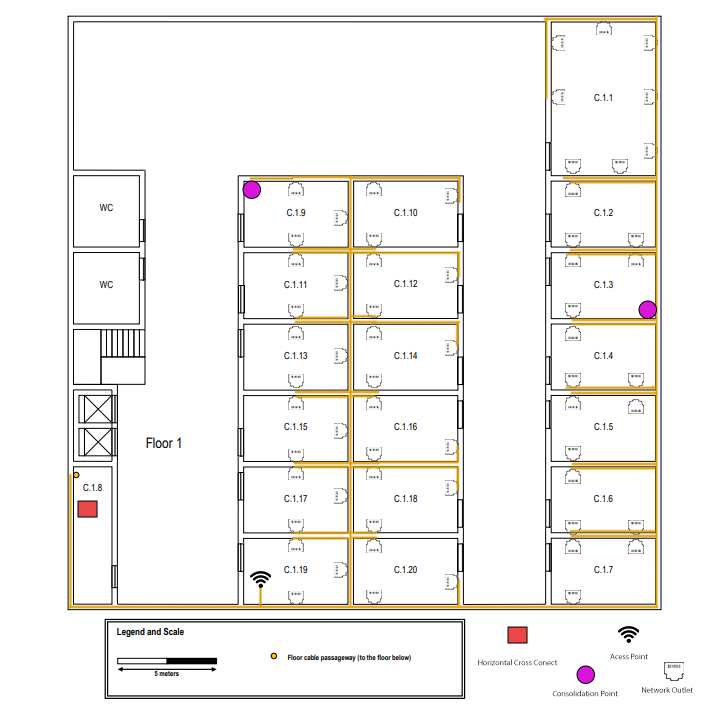 C.1.1
WC
C.1.9
C.1.10
C.1.2
WC
C.1.11
C.1.12
C.1.3
C.1.13
C.1.14
C.1.4
Floor 1
C.1.15
C.1.16
C.1.5
C.1.8
C.1.17
C.1.18
C.1.6
C.1.19
C.1.20
C.1.7
Legend and Scale
5 meters
Floor cable passageway (to the floor below)
Horizontal Cross Conect
Acess Point
Consolidation Point
Network Outlet